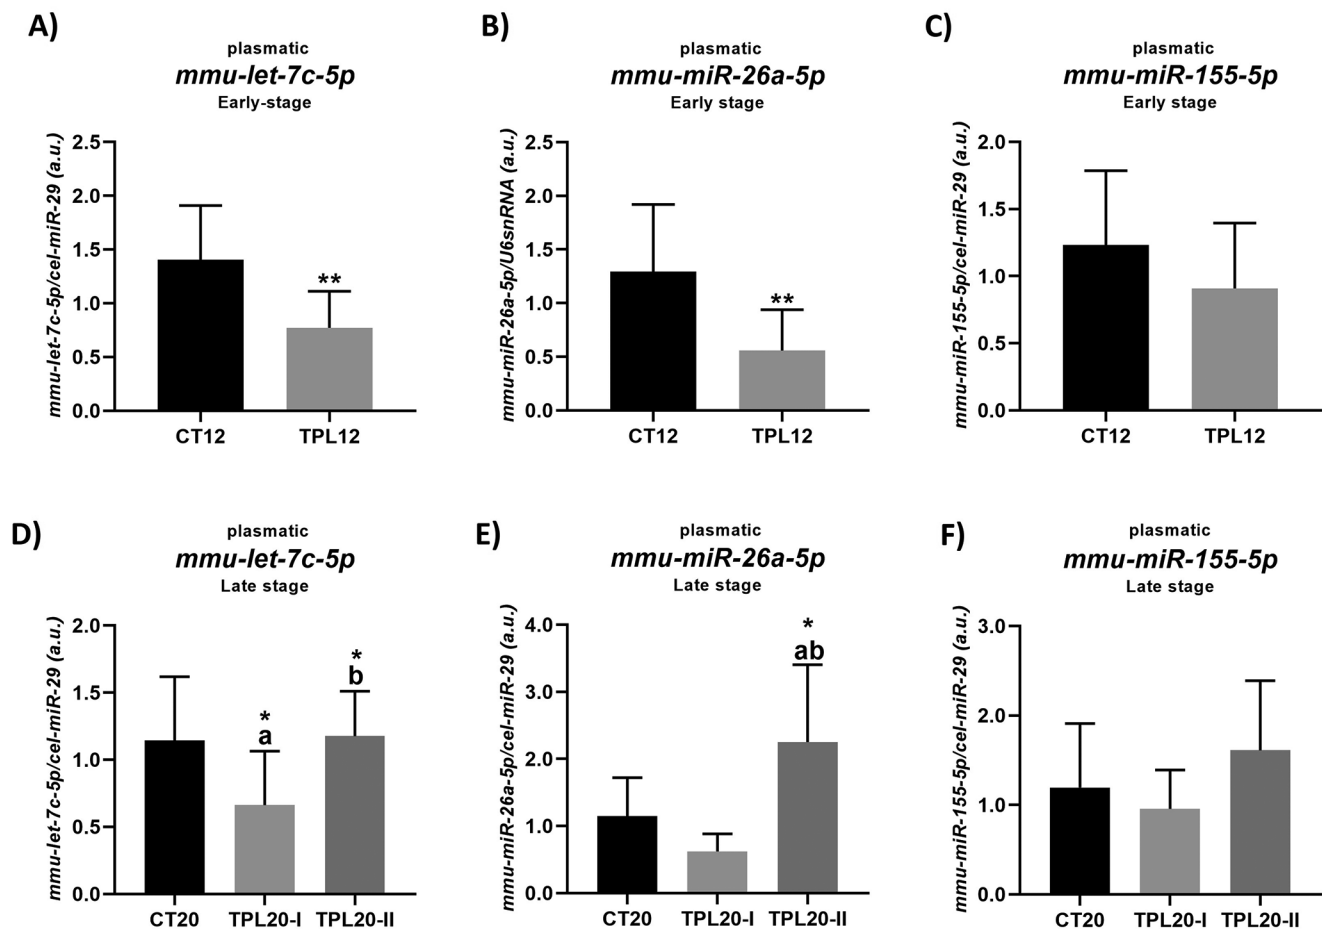 A)
plasmatic
mmu-let-7c-5p
Early-stage
mmu-let-7c-5p/cel-miR-29 (a.u.)
2.5
2.0
1.5
1.0
0.5
0.0
**
CT12
TPL12
B)
plasmatic
mmu-miR-26a-5p
Early stage
mmu-miR-26a-5p/U6snRNA (a.u.)
2.5
2.0
1.5
1.0
0.5
0.0
**
CT12
TPL12
C)
plasmatic
mmu-miR-155-5p
Early stage
mmu-miR-155-5p/cel-miR-29 (a.u.)
2.0
1.5
1.0
0.5
0.0
CT12
TPL12
D)
plasmatic
mmu-let-7c-5p
Late stage
mmu-let-7c-5p/cel-miR-29 (a.u.)
2.0
1.5
1.0
0.5
0.0
*
a
*
b
CT20
TPL20-I
TPL20-II
E)
plasmatic
mmu-miR-26a-5p
Late stage
mmu-miR-26a-5p/cel-miR-29 (a.u.)
4.0
3.0
2.0
1.0
0.0
*
ab
CT20
TPL20-I
TPL20-II
F)
plasmatic
mmu-miR-155-5p
Late stage
mmu-miR-155-5p/cel-miR-29 (a.u.)
3.0
2.0
1.0
0.0
CT20
TPL20-I
TPL20-II